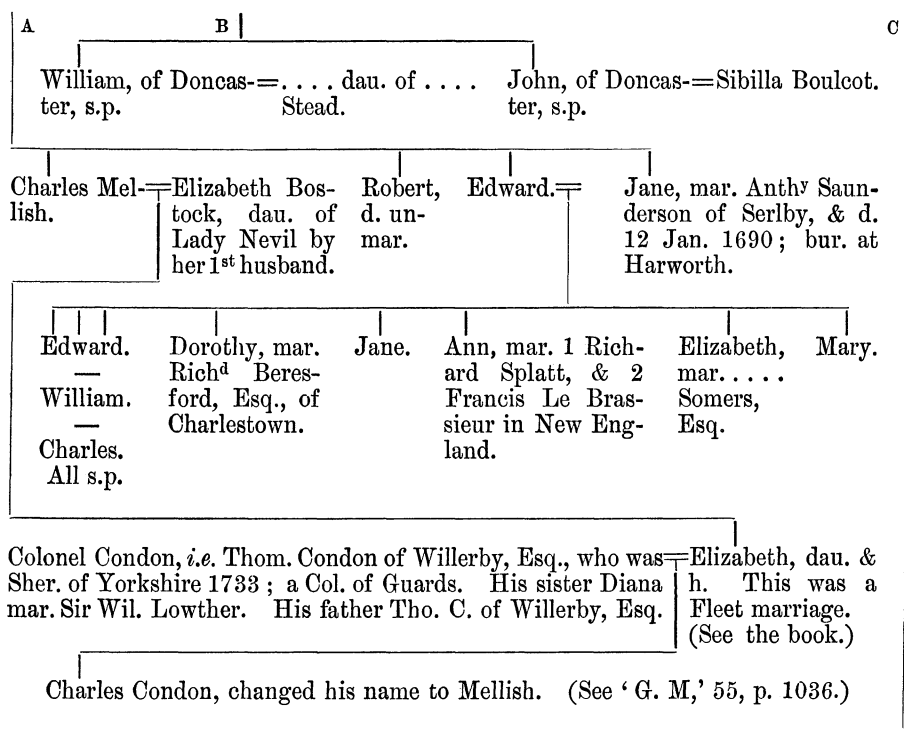 A B C
William, of Doncas-=. . . . dau. of . . . . John, of Doncas-=Sibilla Boulcot.
ter, s.p. Stead. ter, s.p.
Charles Mel-=Elizabeth Bos- Robert, Edward.= Jane, mar. Anthʸ Saun-
lish. tock, dau. of d. un- derson of Serlby, & d.
Lady Nevil by mar. 12 Jan. 1690; bur. at
her 1ˢᵗ husband. Harworth.
Edward. Dorothy, mar. Jane. Ann, mar. 1 Rich- Elizabeth, Mary.
— Richᵈ Beres- ard Splatt, & 2 mar. . . . .
William. ford, Esq., of Francis Le Bras- Somers,
— Charlestown. sieur in New Eng- Esq.
Charles. land.
All s.p.
Colonel Condon, i.e. Thom. Condon of Willerby, Esq., who was=Elizabeth, dau. &
Sher. of Yorkshire 1733; a Col. of Guards. His sister Diana h. This was a
mar. Sir Wil. Lowther. His father Tho. C. of Willerby, Esq. Fleet marriage.
(See the book.)
Charles Condon, changed his name to Mellish. (See ‘ G. M,’ 55, p. 1036.)